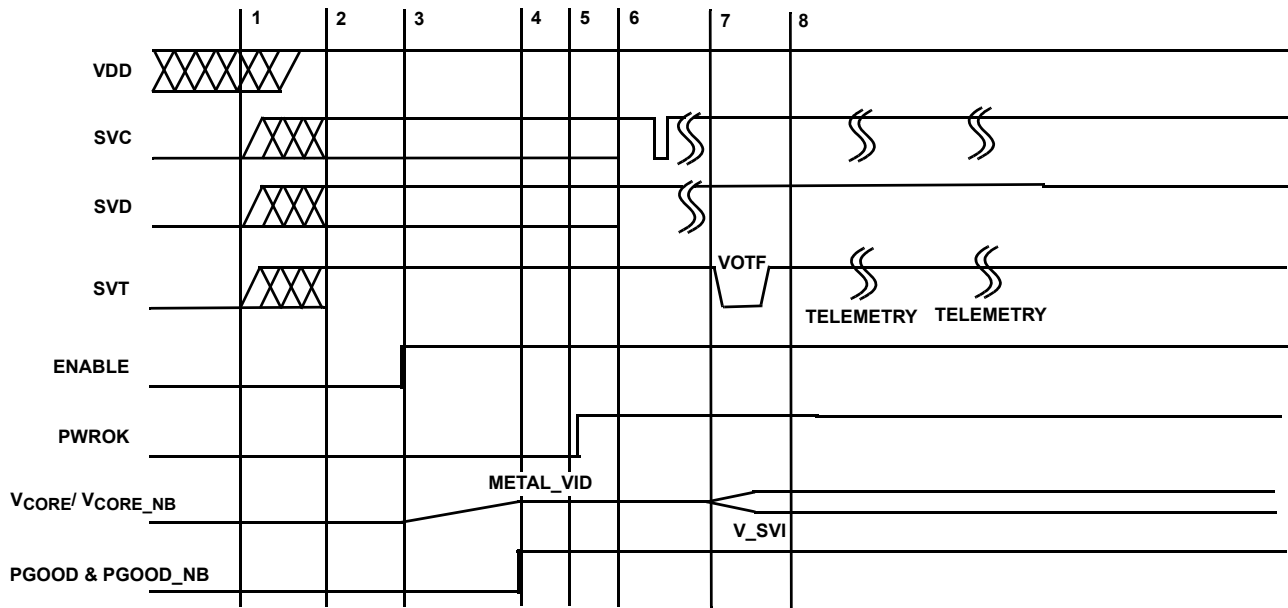 1 2 3 4 5 6 7 8
VDD
SVC
SVD
VOTF
SVT
TELEMETRY TELEMETRY
ENABLE
PWROK
METAL_VID
VCORE/ VCORE_NB
V_SVI
PGOOD & PGOOD_NB